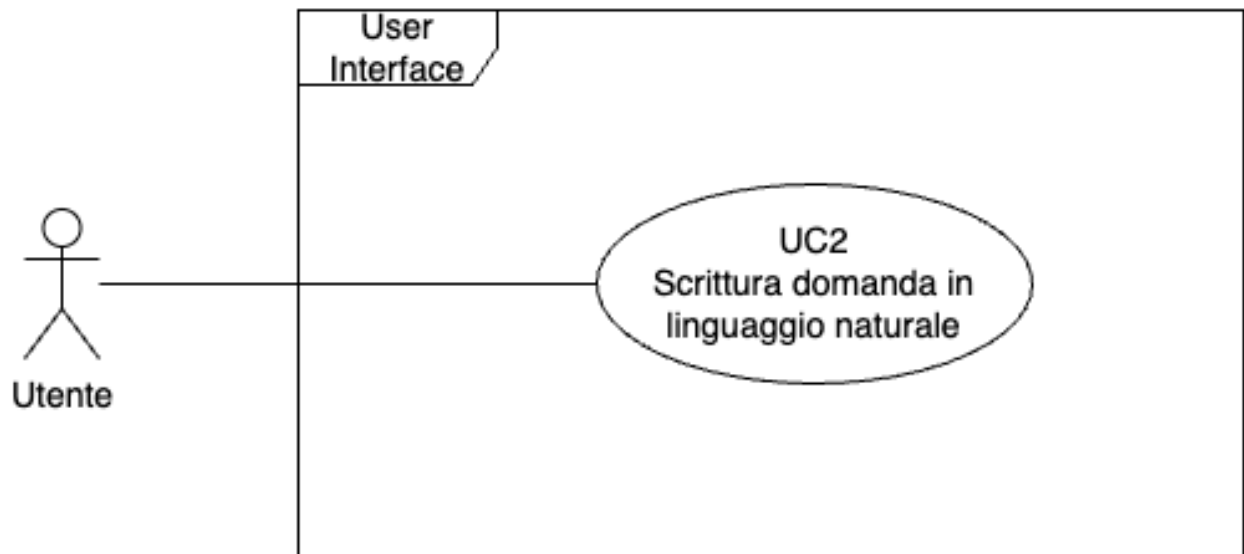 User
Interface
UC2
Scrittura domanda in
linguaggio naturale
Utente